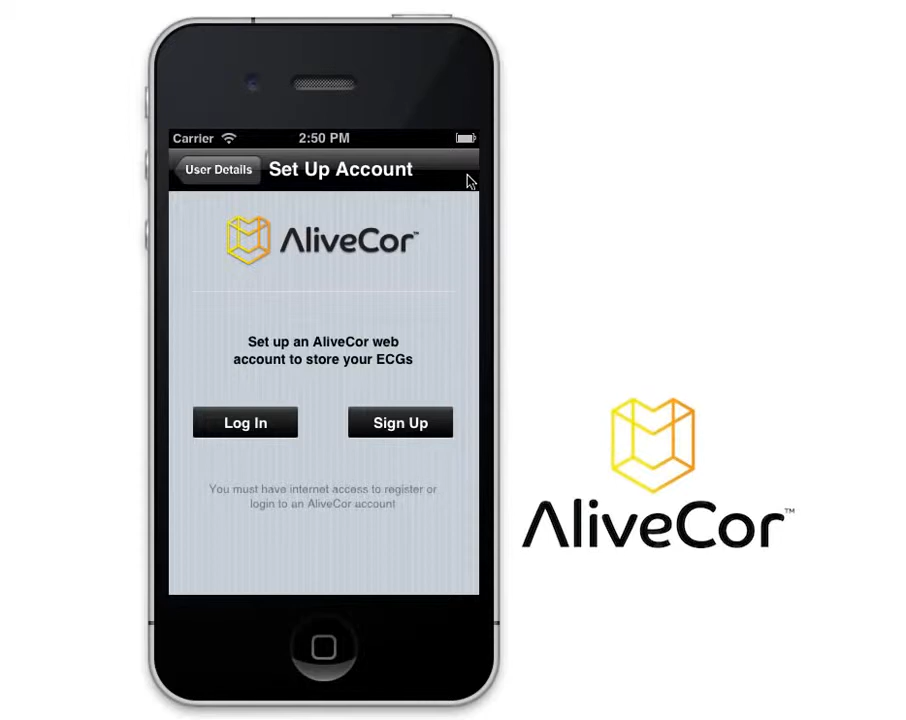 Carrier 2:50 PM
User Details Set Up Account
AliveCor™
Set up an AliveCor web
account to store your ECGs
Log In Sign Up
You must have internet access to register or
login to an AliveCor account
AliveCor™